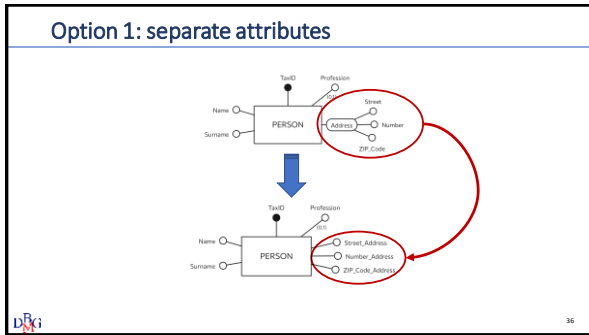 Option 1: separate attributes
TaxID Profession
(0,1)
Street
Name
PERSON Address Number
Surname
ZIP_Code
TaxID Profession
(0,1)
Name Street_Address
PERSON Number_Address
Surname ZIP_Code_Address
DBMG 36